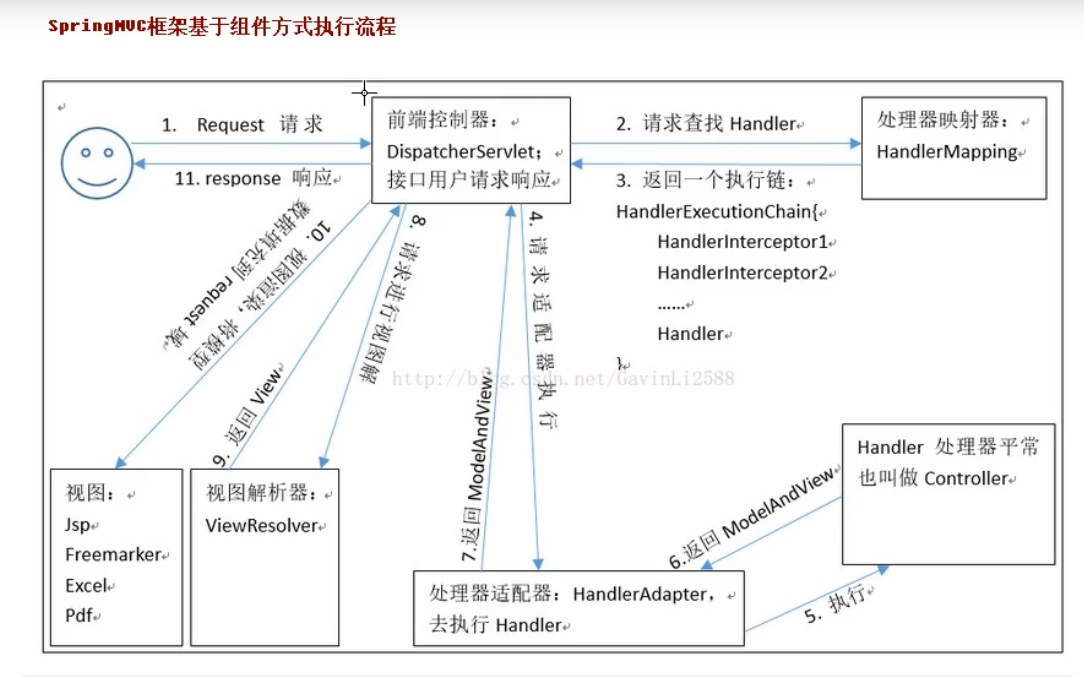 SpringMVC框架基于组件方式执行流程
1. Request 请求
11. response 响应
前端控制器：
DispatcherServlet；
接口用户请求响应
2. 请求查找 Handler
3. 返回一个执行链：
HandlerExecutionChain{
HandlerInterceptor1
HandlerInterceptor2
……
Handler
}
处理器映射器：
HandlerMapping
10. 视图渲染，将模型
数据填充到 request 域。
9. 返回 View
8. 请求进行视图解
7.返回 ModelAndView
4. 请求适配器执行
http://blog.csdn.net/GavinLi2588
Handler 处理器平常
也叫做 Controller
6.返回 ModelAndView
5. 执行
视图：
Jsp
Freemarker
Excel
Pdf
视图解析器：
ViewResolver
处理器适配器：HandlerAdapter，
去执行 Handler